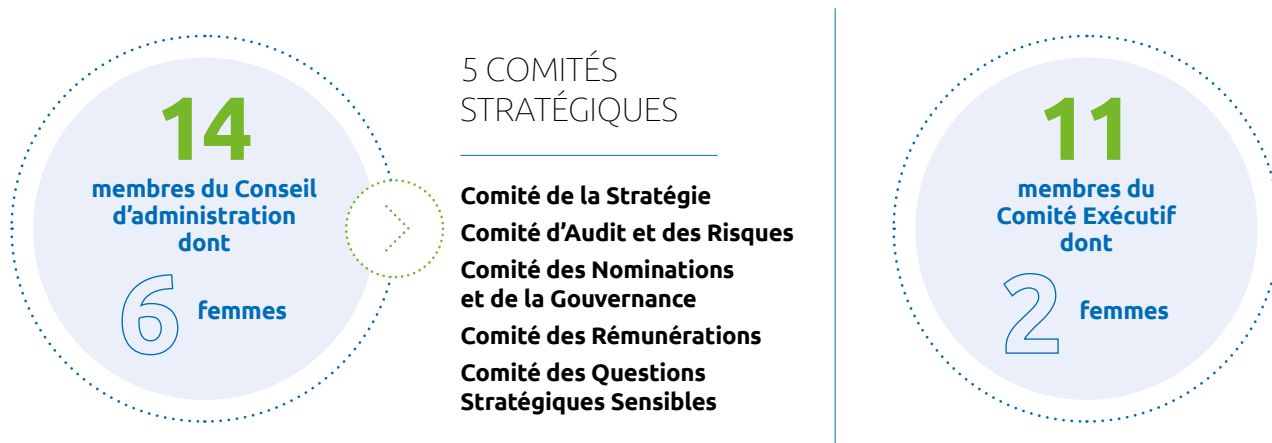 14
membres du Conseil
d’administration
dont
6 femmes
5 COMITÉS
STRATÉGIQUES
Comité de la Stratégie
Comité d’Audit et des Risques
Comité des Nominations
et de la Gouvernance
Comité des Rémunérations
Comité des Questions
Stratégiques Sensibles
11
membres du
Comité Exécutif
dont
2 femmes